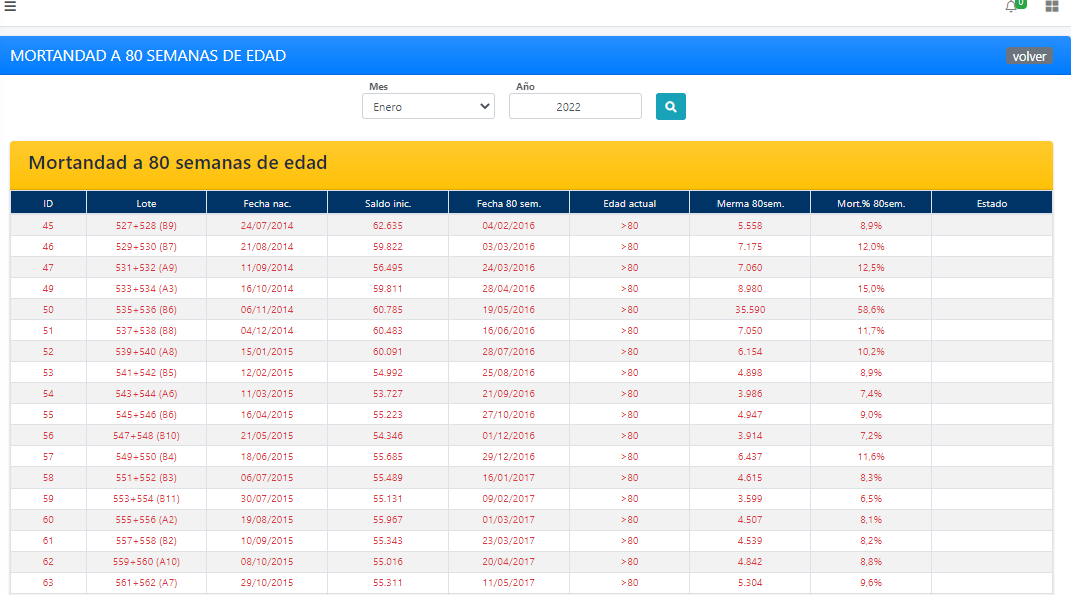 0
MORTANDAD A 80 SEMANAS DE EDAD volver
Mes Año
Enero 2022
Mortandad a 80 semanas de edad
ID Lote Fecha nac. Saldo inic. Fecha 80 sem. Edad actual Merma 80sem. Mort.% 80sem. Estado
45 527+528 (B9) 24/07/2014 62.635 04/02/2016 >80 5.558 8,9%
46 529+530 (B7) 21/08/2014 59.822 03/03/2016 >80 7.175 12,0%
47 531+532 (A9) 11/09/2014 56.495 24/03/2016 >80 7.060 12,5%
49 533+534 (A3) 16/10/2014 59.811 28/04/2016 >80 8.980 15,0%
50 535+536 (B6) 06/11/2014 60.785 19/05/2016 >80 35.590 58,6%
51 537+538 (B8) 04/12/2014 60.483 16/06/2016 >80 7.050 11,7%
52 539+540 (A8) 15/01/2015 60.091 28/07/2016 >80 6.154 10,2%
53 541+542 (B5) 12/02/2015 54.992 25/08/2016 >80 4.898 8,9%
54 543+544 (A6) 11/03/2015 53.727 21/09/2016 >80 3.986 7,4%
55 545+546 (B6) 16/04/2015 55.223 27/10/2016 >80 4.947 9,0%
56 547+548 (B10) 21/05/2015 54.346 01/12/2016 >80 3.914 7,2%
57 549+550 (B4) 18/06/2015 55.685 29/12/2016 >80 6.437 11,6%
58 551+552 (B3) 06/07/2015 55.489 16/01/2017 >80 4.615 8,3%
59 553+554 (B11) 30/07/2015 55.131 09/02/2017 >80 3.599 6,5%
60 555+556 (A2) 19/08/2015 55.967 01/03/2017 >80 4.507 8,1%
61 557+558 (B2) 10/09/2015 55.343 23/03/2017 >80 4.539 8,2%
62 559+560 (A10) 08/10/2015 55.016 20/04/2017 >80 4.842 8,8%
63 561+562 (A7) 29/10/2015 55.311 11/05/2017 >80 5.304 9,6%